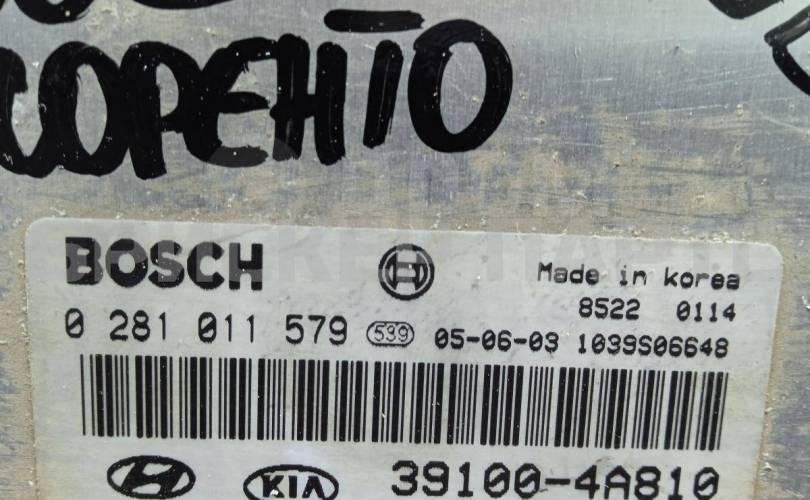 СОРЕНТО
BOSCH
Made in korea
8522 0114
0 281 011 579 539 05-06-03 1039S06648
KIA 39100-4A810